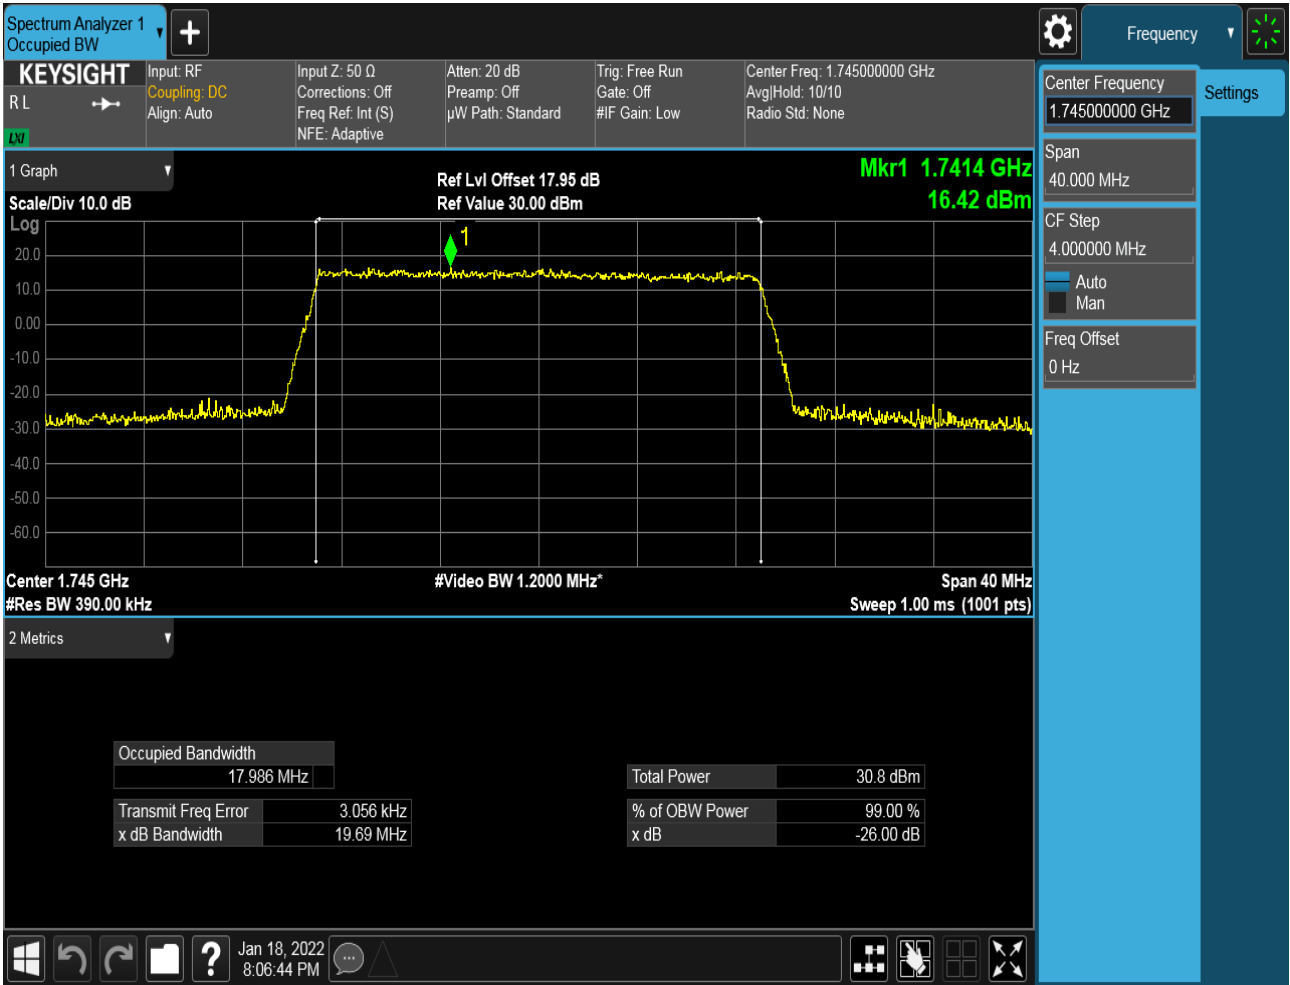 Spectrum Analyzer 1
Occupied BW
Frequency
KEYSIGHT
R L
LXI
Input: RF
Coupling: DC
Align: Auto
Input Z: 50 Ω
Corrections: Off
Freq Ref: Int (S)
NFE: Adaptive
Atten: 20 dB
Preamp: Off
µW Path: Standard
Trig: Free Run
Gate: Off
#IF Gain: Low
Center Freq: 1.745000000 GHz
Avg|Hold: 10/10
Radio Std: None
Center Frequency
1.745000000 GHz
Settings
Span
40.000 MHz
CF Step
4.000000 MHz
Auto
Man
Freq Offset
0 Hz
1 Graph
Scale/Div 10.0 dB
Log
Ref Lvl Offset 17.95 dB
Ref Value 30.00 dBm
Mkr1 1.7414 GHz
16.42 dBm
1
20.0
10.0
0.00
-10.0
-20.0
-30.0
-40.0
-50.0
-60.0
Center 1.745 GHz
#Video BW 1.2000 MHz*
Span 40 MHz
#Res BW 390.00 kHz
Sweep 1.00 ms (1001 pts)
2 Metrics
Occupied Bandwidth
17.986 MHz
Total Power 30.8 dBm
Transmit Freq Error 3.056 kHz
% of OBW Power 99.00 %
x dB Bandwidth 19.69 MHz
x dB -26.00 dB
?
Jan 18, 2022
8:06:44 PM